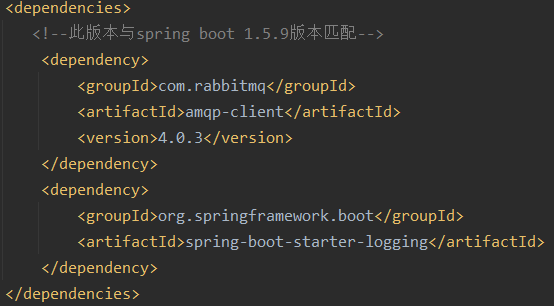 <dependencies>
<!--此版本与spring boot 1.5.9版本匹配-->
<dependency>
<groupId>com.rabbitmq</groupId>
<artifactId>amqp-client</artifactId>
<version>4.0.3</version>
</dependency>
<dependency>
<groupId>org.springframework.boot</groupId>
<artifactId>spring-boot-starter-logging</artifactId>
</dependency>
</dependencies>